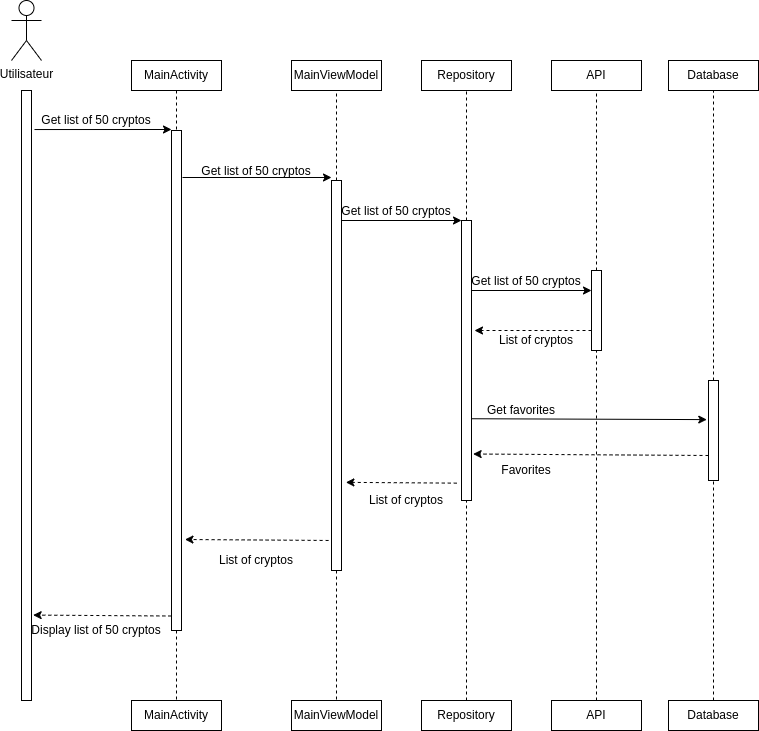 Utilisateur
MainActivity
MainViewModel
Repository
API
Database
Get list of 50 cryptos
Get list of 50 cryptos
Get list of 50 cryptos
Get list of 50 cryptos
List of cryptos
Get favorites
Favorites
List of cryptos
List of cryptos
Display list of 50 cryptos
MainActivity
MainViewModel
Repository
API
Database